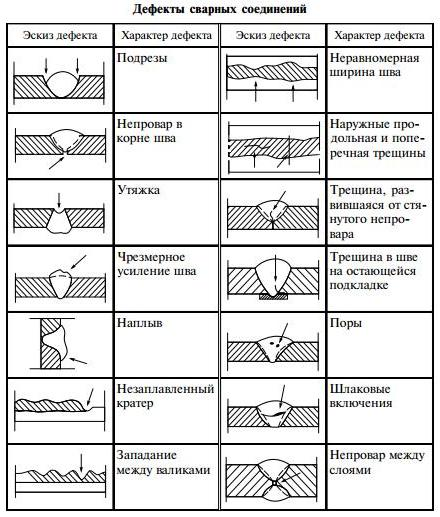 Дефекты сварных соединений
Эскиз дефекта
Характер дефекта
Эскиз дефекта
Характер дефекта
Подрезы
Неравномерная
ширина шва
Непровар в
корне шва
Наружные про-
дольная и попе-
речная трещины
Утяжка
Трещина, раз-
вившаяся от стя-
нутого непро-
вара
Чрезмерное
усиление шва
Трещина в шве
на остающейся
подкладке
Наплыв
Поры
Незаплавленный
кратер
Шлаковые
включения
Западание
между валиками
Непровар между
слоями